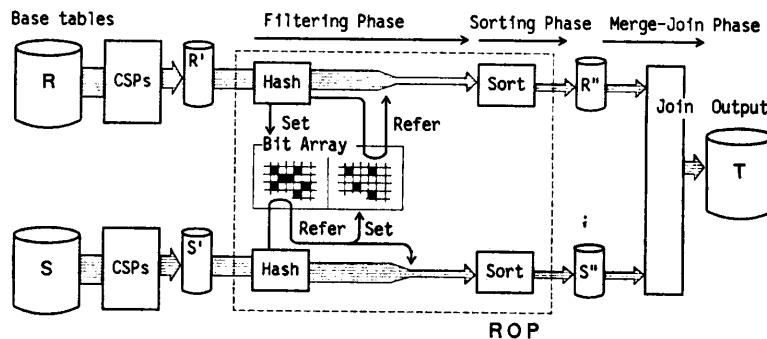 Filtering Phase Sorting Phase Merge-Join Phase
Base tables
R CSPs R' Hash Sort R"
Set Refer Join Output
Bit Array
T
Refer Set
S CSPs S' Hash Sort S"
ROP